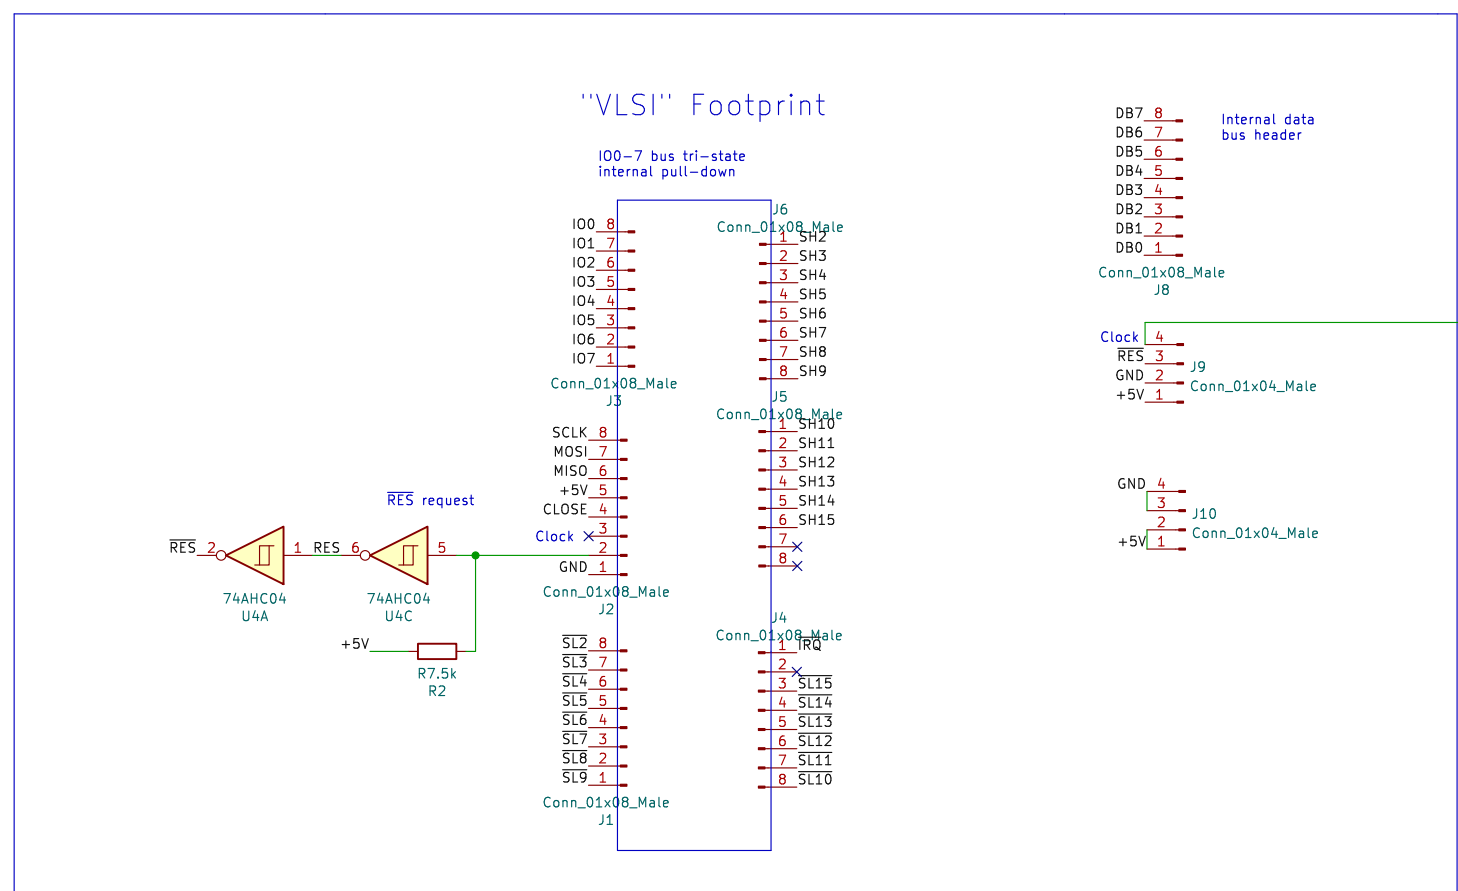 "VLSI" Footprint
IO0-7 bus tri-state
internal pull-down
IO0 8
IO1 7
IO2 6
IO3 5
IO4 4
IO5 3
IO6 2
IO7 1
Conn_01x08_Male
J3
J6
Conn_01x08_Male
1 SH2
2 SH3
3 SH4
4 SH5
5 SH6
6 SH7
7 SH8
8 SH9
J5
Conn_01x08_Male
1 SH10
2 SH11
3 SH12
4 SH13
5 SH14
6 SH15
7
8
SCLK 8
MOSI 7
MISO 6
+5V 5
CLOSE 4
Clock 3
2
GND 1
Conn_01x08_Male
J2
RES request
RES 2
1 RES 6
5
74AHC04
U4A
74AHC04
U4C
+5V
R7.5k
R2
SL2 8
SL3 7
SL4 6
SL5 5
SL6 4
SL7 3
SL8 2
SL9 1
Conn_01x08_Male
J1
J4
Conn_01x08_Male
1 IRQ
2
3 SL15
4 SL14
5 SL13
6 SL12
7 SL11
8 SL10
DB7 8
DB6 7
DB5 6
DB4 5
DB3 4
DB2 3
DB1 2
DB0 1
Conn_01x08_Male
J8
Internal data
bus header
Clock 4
RES 3
GND 2
+5V 1
J9
Conn_01x04_Male
GND 4
3
2
+5V 1
J10
Conn_01x04_Male